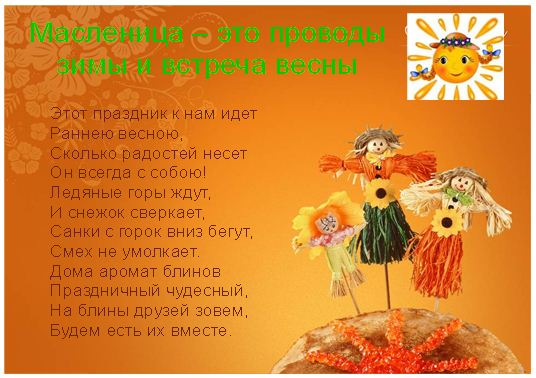 Масленица – это проводы
зимы и встреча весны
Этот праздник к нам идет
Раннею весною,
Сколько радостей несет
Он всегда с собою!
Ледяные горы ждут,
И снежок сверкает,
Санки с горок вниз бегут,
Смех не умолкает.
Дома аромат блинов
Праздничный чудесный,
На блины друзей зовем,
Будем есть их вместе.